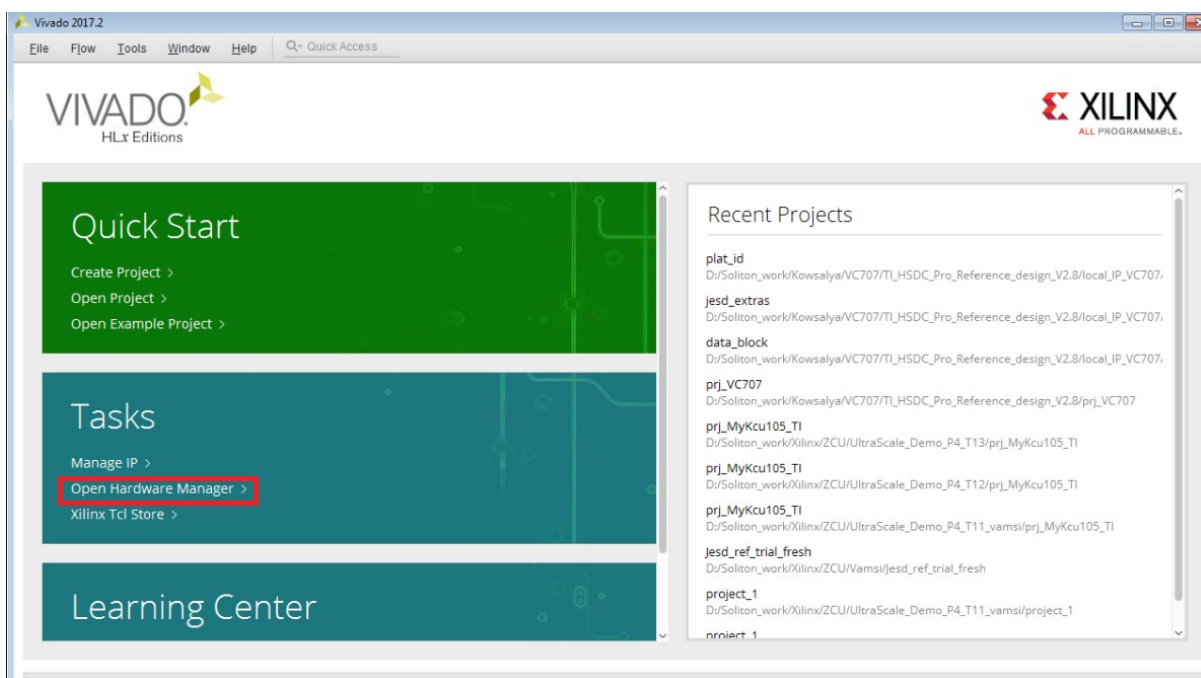 Vivado 2017.2
File Flow Tools Window Help Quick Access
VIVADO.
HLx Editions
XILINX
ALL PROGRAMMABLE
Quick Start
Create Project >
Open Project >
Open Example Project >
Tasks
Manage IP >
Open Hardware Manager >
Xilinx Tcl Store >
Learning Center
Recent Projects
plat_id
D:/Soliton_work/Kowsalya/VC707/TI_HSDC_Pro_Reference_design_V2.8/local_IP_VC707/
jesd_extras
D:/Soliton_work/Kowsalya/VC707/TI_HSDC_Pro_Reference_design_V2.8/local_IP_VC707/
data_block
D:/Soliton_work/Kowsalya/VC707/TI_HSDC_Pro_Reference_design_V2.8/local_IP_VC707/
prj_VC707
D:/Soliton_work/Kowsalya/VC707/TI_HSDC_Pro_Reference_design_V2.8/prj_VC707
prj_MyKcu105_TI
D:/Soliton_work/Xilinx/ZCU/UltraScale_Demo_P4_T13/prj_MyKcu105_TI
prj_MyKcu105_TI
D:/Soliton_work/Xilinx/ZCU/UltraScale_Demo_P4_T12/prj_MyKcu105_TI
prj_MyKcu105_TI
D:/Soliton_work/Xilinx/ZCU/UltraScale_Demo_P4_T11_vamsi/prj_MyKcu105_TI
Jesd_ref_trial_fresh
D:/Soliton_work/Xilinx/ZCU/Vamsi/Jesd_ref_trial_fresh
project_1
D:/Soliton_work/Xilinx/ZCU/UltraScale_Demo_P4_T11_vamsi/project_1
project_1